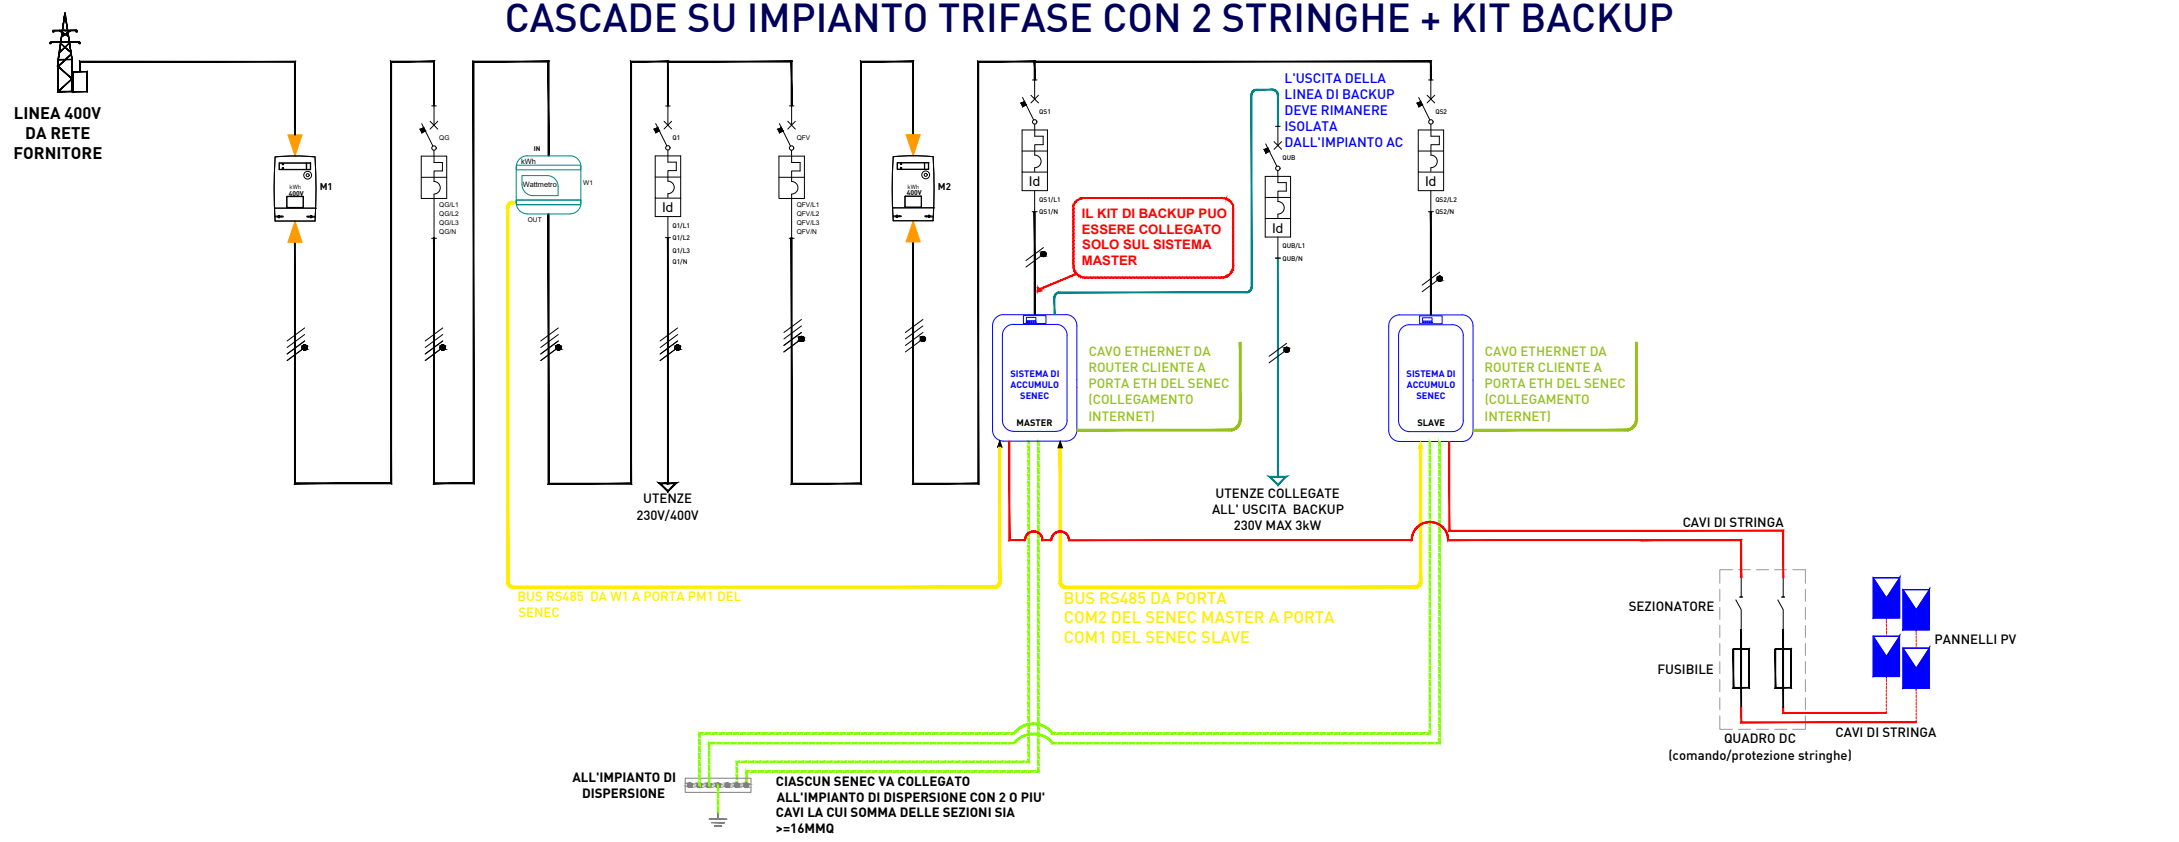 CASCADE SU IMPIANTO TRIFASE CON 2 STRINGHE + KIT BACKUP
LINEA 400V
DA RETE
FORNITORE
kWh
400V
M1
QG
QG/L1
QG/L2
QG/L3
QG/N
IN
kWh
Wattmetro
W1
OUT
Q1
Id
Q1/L1
Q1/L2
Q1/L3
Q1/N
UTENZE
230V/400V
QFV
QFV/L1
QFV/L2
QFV/L3
QFV/N
kWh
400V
M2
QS1
Id
QS1/L1
QS1/N
IL KIT DI BACKUP PUO
ESSERE COLLEGATO
SOLO SUL SISTEMA
MASTER
L'USCITA DELLA
LINEA DI BACKUP
DEVE RIMANERE
ISOLATA
DALL'IMPIANTO AC
QUB
Id
QUB/L1
QUB/N
QS2
Id
QS2/L2
QS2/N
SISTEMA DI
ACCUMULO
SENEC
MASTER
CAVO ETHERNET DA
ROUTER CLIENTE A
PORTA ETH DEL SENEC
(COLLEGAMENTO
INTERNET)
SISTEMA DI
ACCUMULO
SENEC
SLAVE
CAVO ETHERNET DA
ROUTER CLIENTE A
PORTA ETH DEL SENEC
(COLLEGAMENTO
INTERNET)
UTENZE COLLEGATE
ALL' USCITA BACKUP
230V MAX 3kW
BUS RS485 DA W1 A PORTA PM1 DEL
SENEC
BUS RS485 DA PORTA
COM2 DEL SENEC MASTER A PORTA
COM1 DEL SENEC SLAVE
CAVI DI STRINGA
SEZIONATORE
FUSIBILE
PANNELLI PV
CAVI DI STRINGA
QUADRO DC
(comando/protezione stringhe)
ALL'IMPIANTO DI
DISPERSIONE
CIASCUN SENEC VA COLLEGATO
ALL'IMPIANTO DI DISPERSIONE CON 2 O PIU'
CAVI LA CUI SOMMA DELLE SEZIONI SIA
>=16MMQ